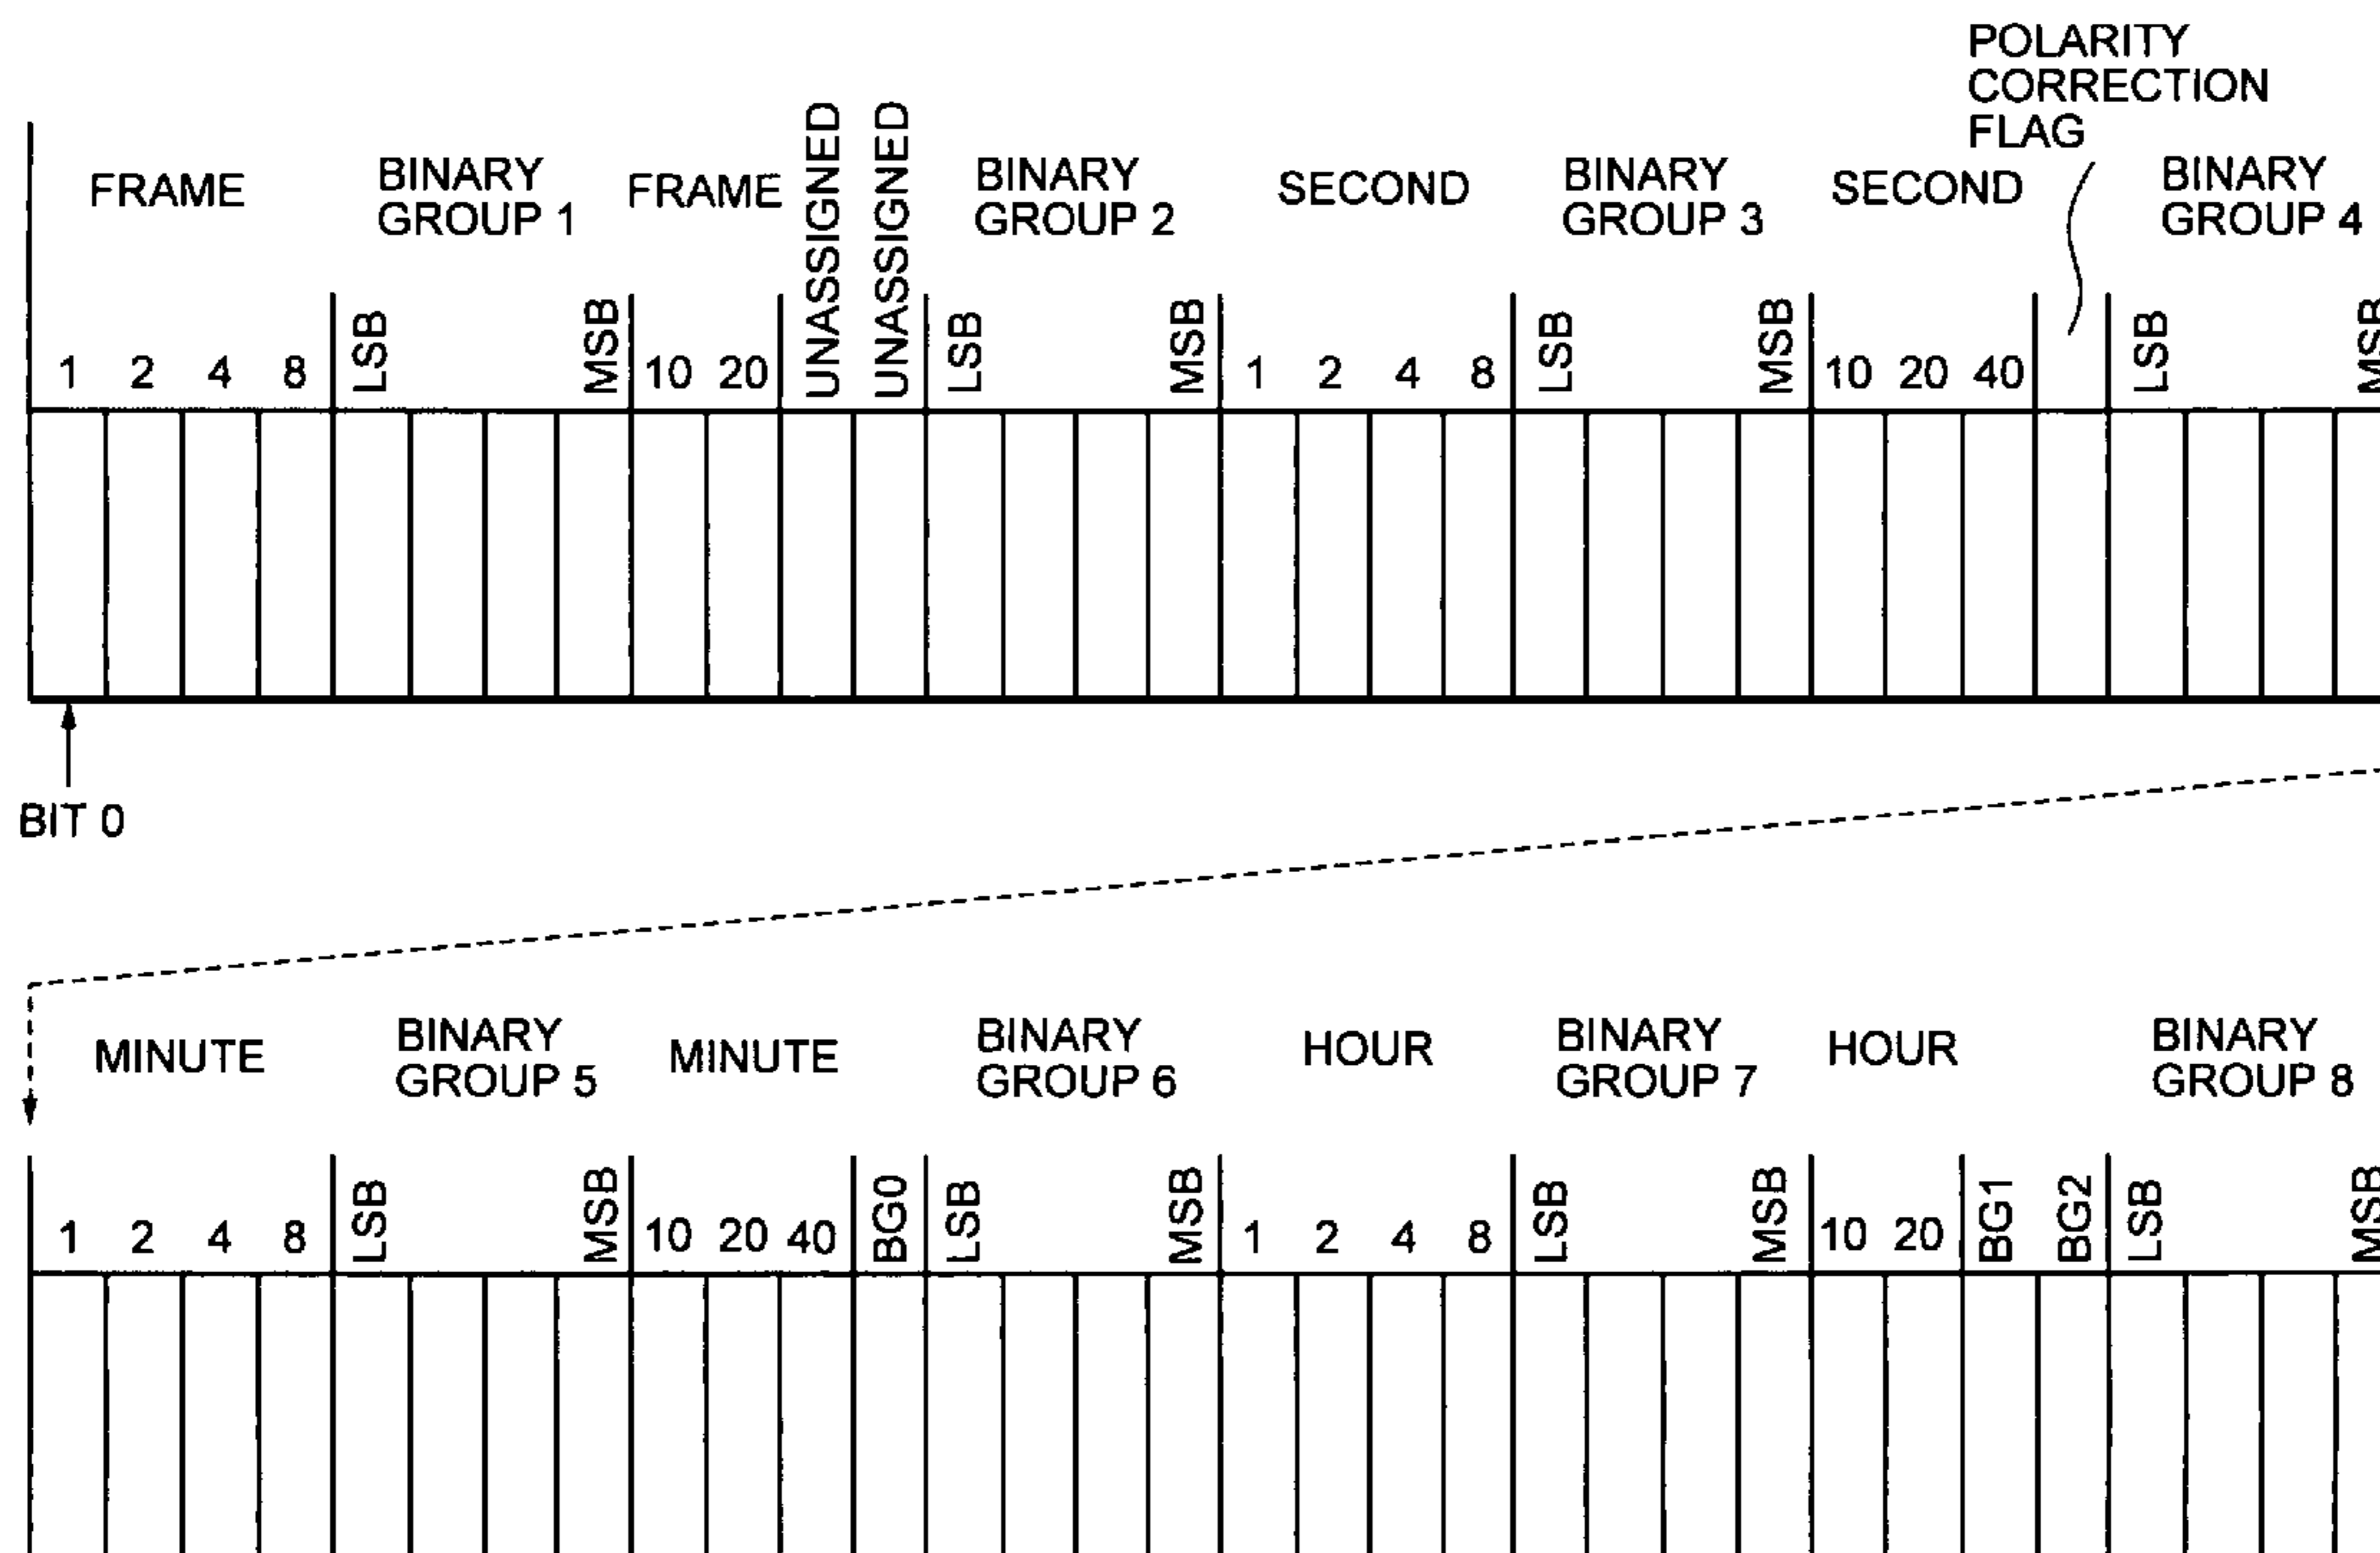 POLARITY
CORRECTION
FLAG
FRAME
BINARY
GROUP 1
FRAME
UNASSIGNED
UNASSIGNED
BINARY
GROUP 2
SECOND
BINARY
GROUP 3
SECOND
BINARY
GROUP 4
1 2 4 8 LSB MSB 10 20 LSB MSB 1 2 4 8 LSB MSB 10 20 40 LSB MSB
BIT 0
MINUTE
BINARY
GROUP 5
MINUTE
BINARY
GROUP 6
HOUR
BINARY
GROUP 7
HOUR
BINARY
GROUP 8
1 2 4 8 LSB MSB 10 20 40 BG0 LSB MSB 1 2 4 8 LSB MSB 10 20 BG1 BG2 LSB MSB